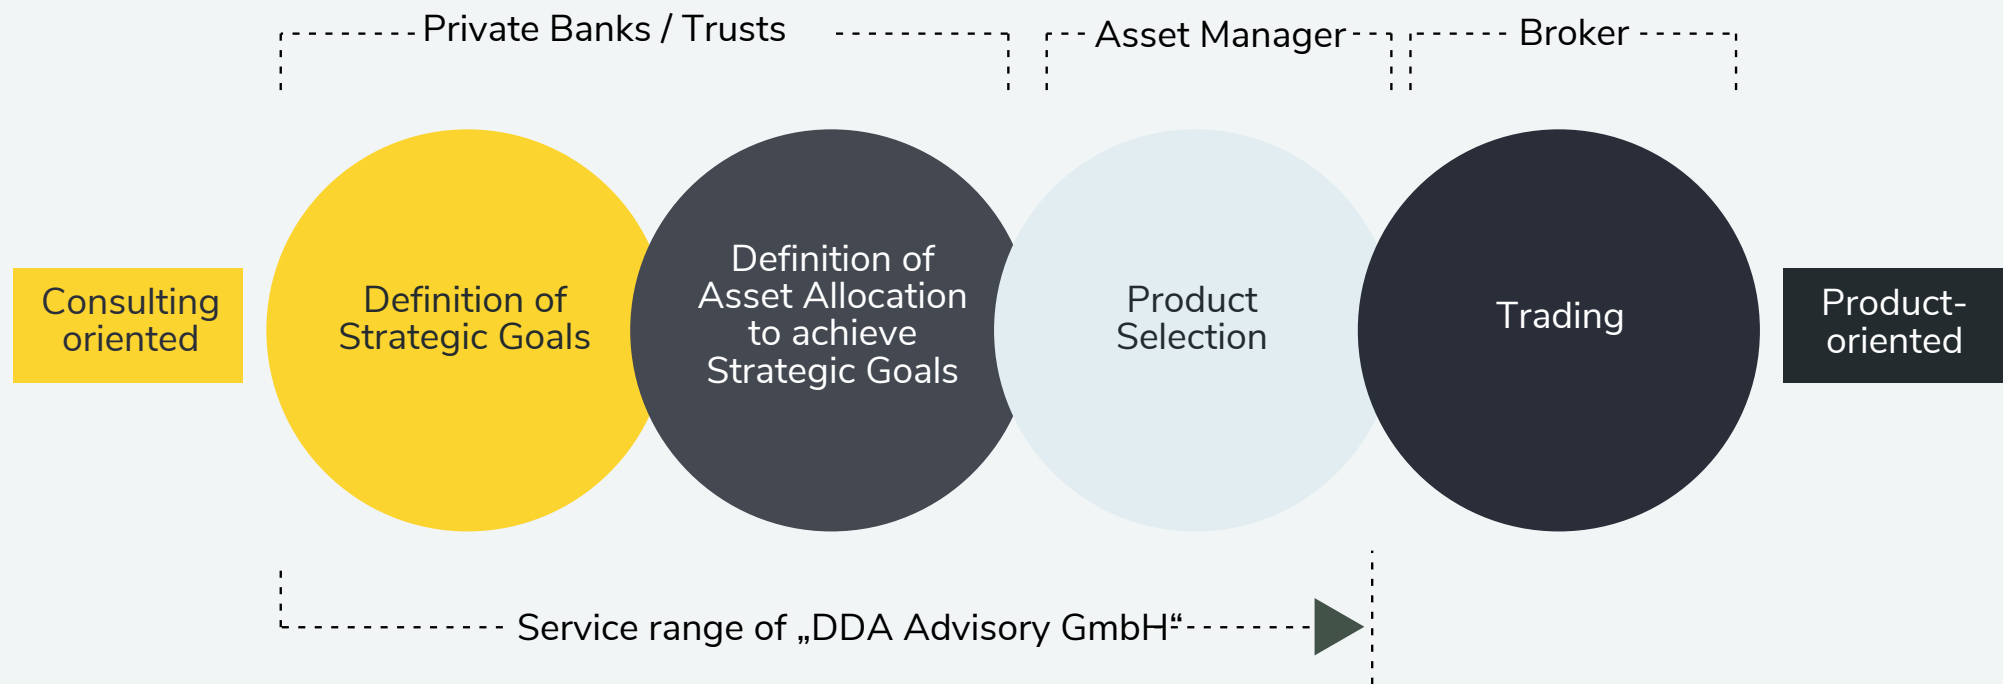 Private Banks / Trusts
Asset Manager
Broker
Consulting
oriented
Definition of
Strategic Goals
Definition of
Asset Allocation
to achieve
Strategic Goals
Product
Selection
Trading
Product-
oriented
Service range of „DDA Advisory GmbH“